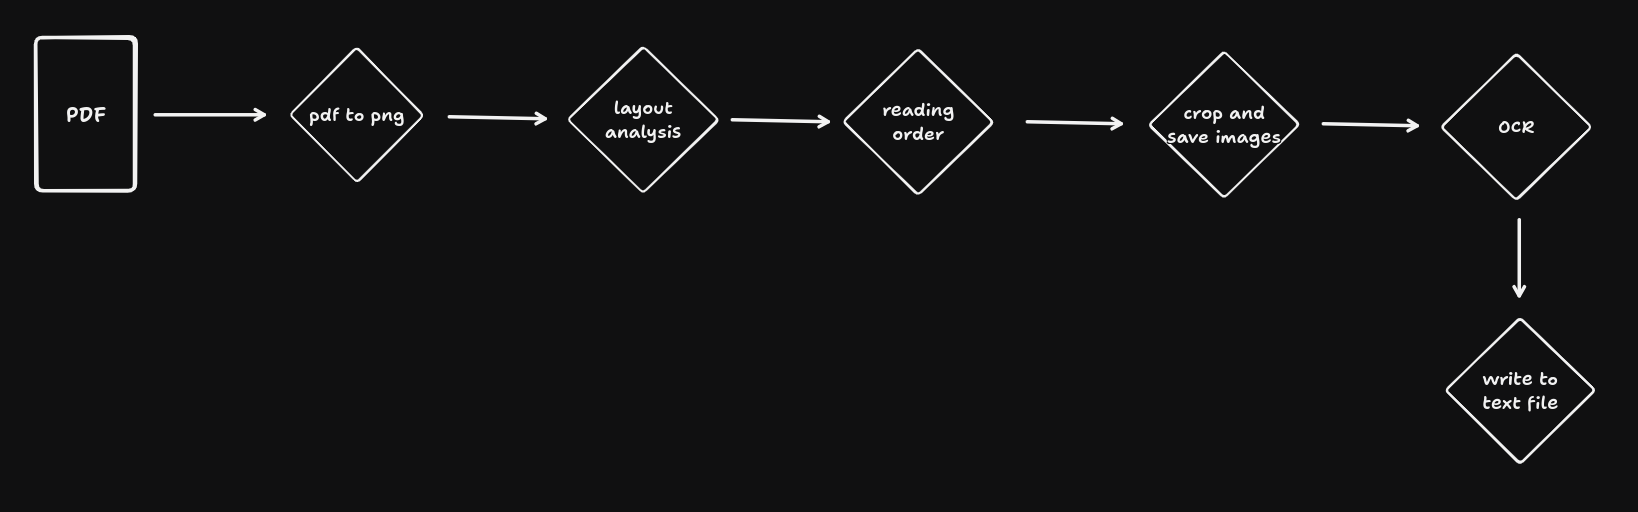 PDF
pdf to png
layout
analysis
reading
order
crop and
save images
OCR
write to
text file